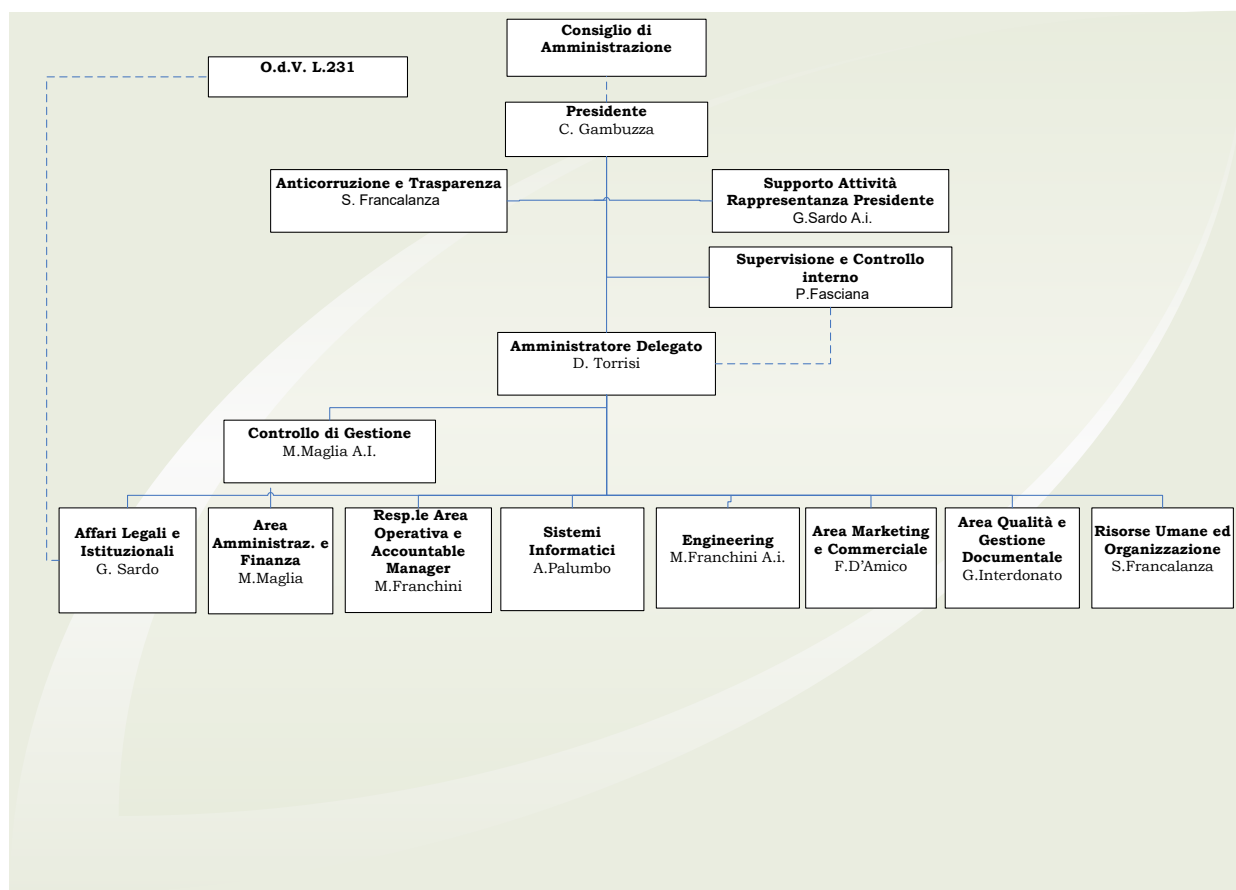 Consiglio di
Amministrazione
O.d.V. L.231
Presidente
C. Gambuzza
Anticorruzione e Trasparenza
S. Francalanza
Supporto Attività
Rappresentanza Presidente
G.Sardo A.i.
Supervisione e Controllo
interno
P.Fasciana
Amministratore Delegato
D. Torrisi
Controllo di Gestione
M.Maglia A.I.
Affari Legali e
Istituzionali
G. Sardo
Area
Amministraz. e
Finanza
M.Maglia
Resp.le Area
Operativa e
Accountable
Manager
M.Franchini
Sistemi
Informatici
A.Palumbo
Engineering
M.Franchini A.i.
Area Marketing
e Commerciale
F.D’Amico
Area Qualità e
Gestione
Documentale
G.Interdonato
Risorse Umane ed
Organizzazione
S.Francalanza